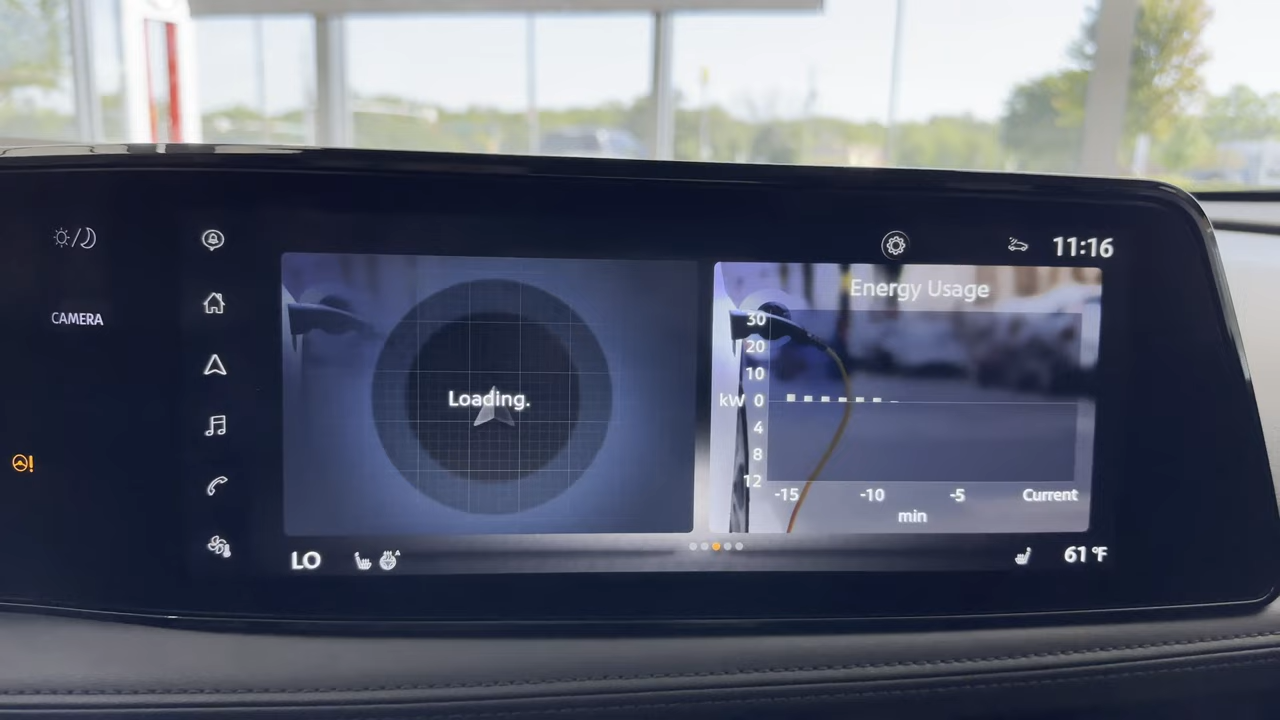 11:16
CAMERA
Energy Usage
30
20
10
kW 0
4
8
12
-15 -10 -5 Current
min
Loading.
LO
A
61°F